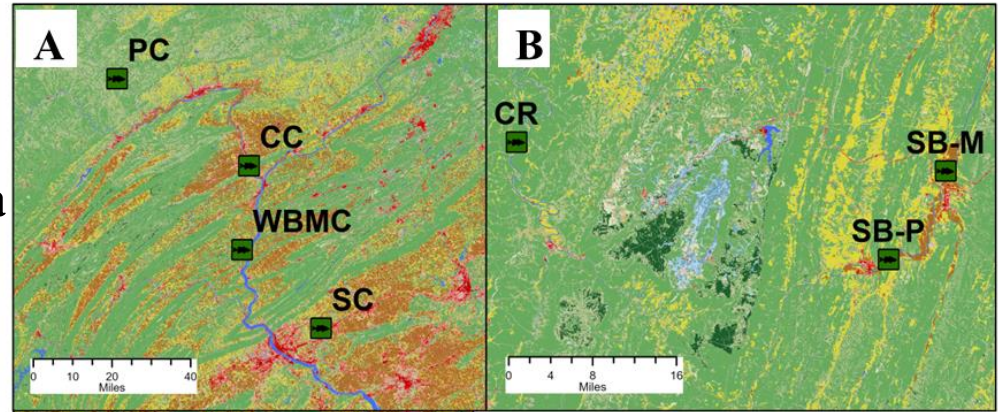 A
PC
CC
WBMC
SC
0 10 20 40
Miles
a
B
CR
SB-M
SB-P
0 4 8 16
Miles